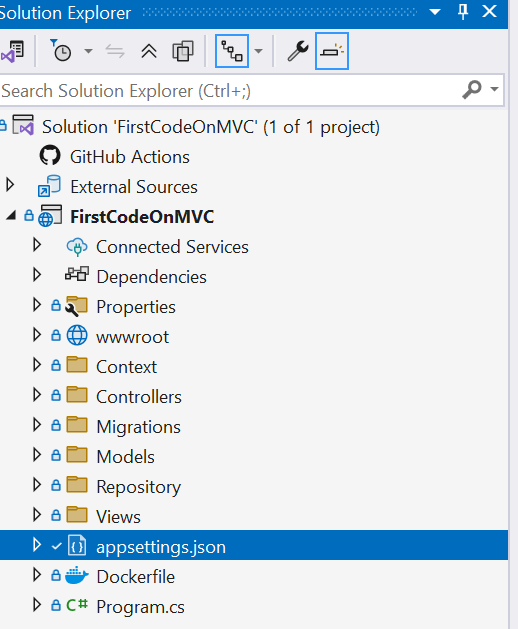 Solution Explorer
Search Solution Explorer (Ctrl+;)
Solution 'FirstCodeOnMVC' (1 of 1 project)
GitHub Actions
External Sources
FirstCodeOnMVC
Connected Services
Dependencies
Properties
wwwroot
Context
Controllers
Migrations
Models
Repository
Views
appsettings.json
Dockerfile
C# Program.cs